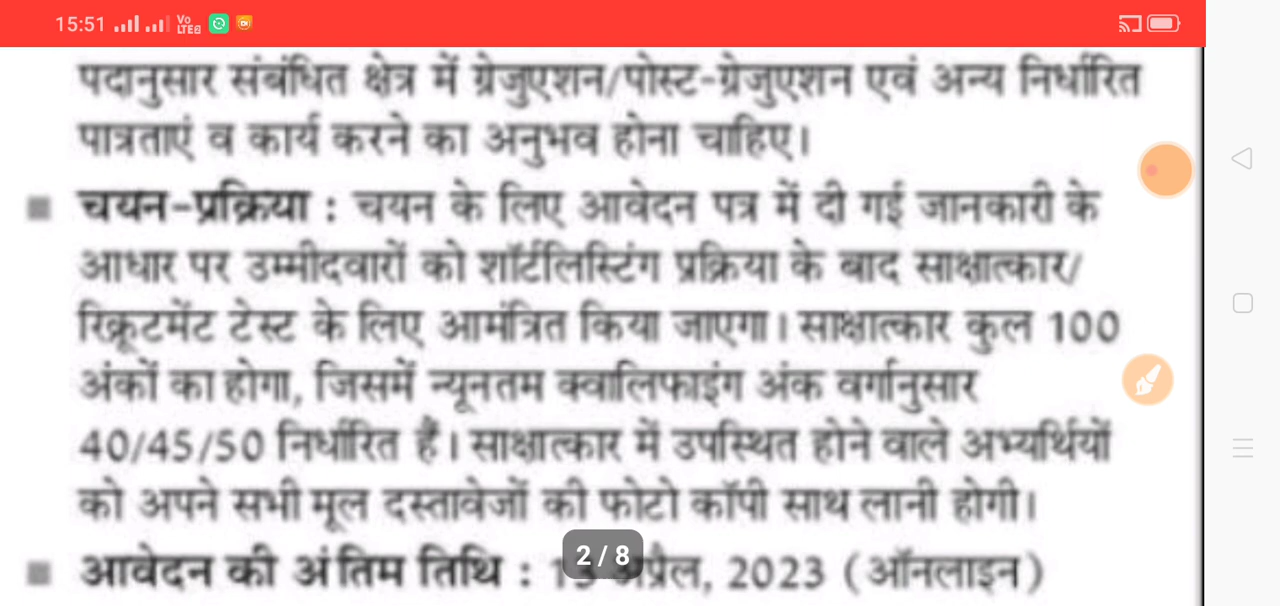 15:51
पदानुसार संबंधित क्षेत्र में ग्रेजुएशन/पोस्ट-ग्रेजुएशन एवं अन्य निर्धारित
पात्रताएं व कार्य करने का अनुभव होना चाहिए।
चयन-प्रक्रिया : चयन के लिए आवेदन पत्र में दी गई जानकारी के
आधार पर उम्मीदवारों को शॉर्टलिस्टिंग प्रक्रिया के बाद साक्षात्कार/
रिक्रूटमेंट टेस्ट के लिए आमंत्रित किया जाएगा। साक्षात्कार कुल 100
अंकों का होगा, जिसमें न्यूनतम क्वालिफाइंग अंक वर्गानुसार
40/45/50 निर्धारित हैं। साक्षात्कार में उपस्थित होने वाले अभ्यर्थियों
को अपने सभी मूल दस्तावेजों की फोटो कॉपी साथ लानी होगी।
2 / 8
आवेदन की अंतिम तिथि : अप्रैल, 2023 (ऑनलाइन)